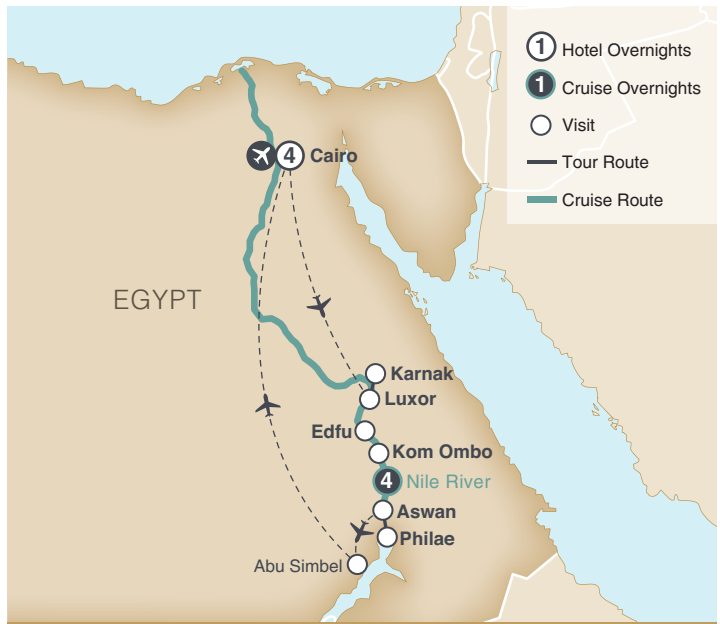 1 Hotel Overnights
1 Cruise Overnights
Visit
Tour Route
Cruise Route
4 Cairo
EGYPT
Karnak
Luxor
Edfu
Kom Ombo
4 Nile River
Aswan
Philae
Abu Simbel